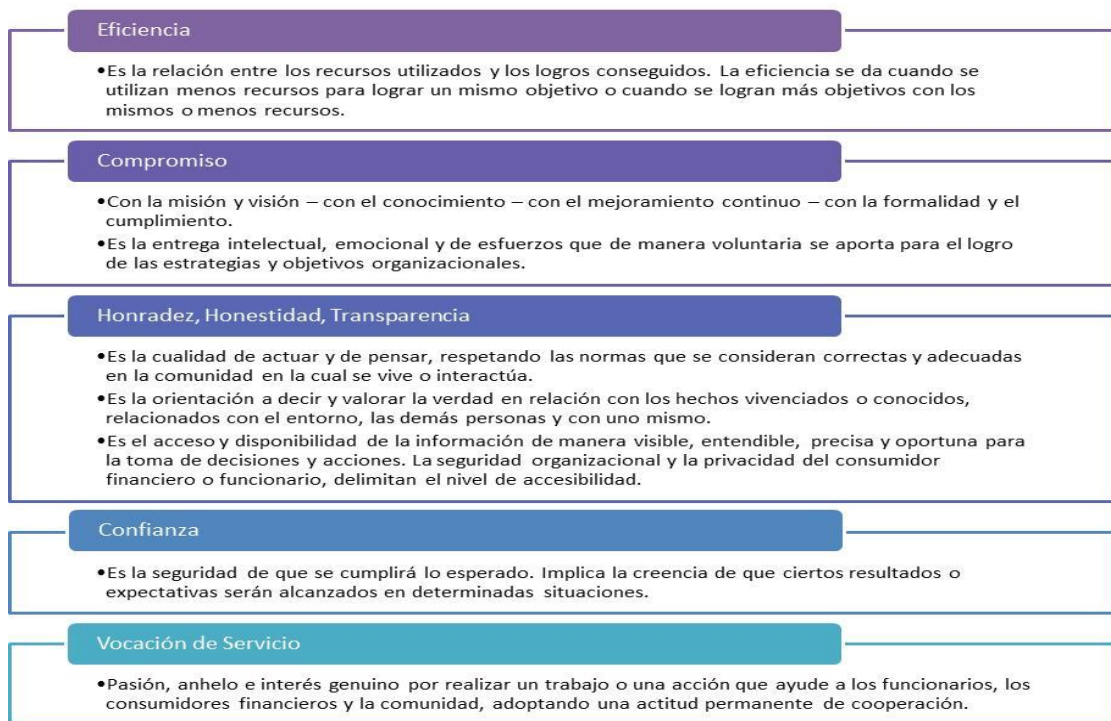 Eficiencia
•Es la relación entre los recursos utilizados y los logros conseguidos. La eficiencia se da cuando se
utilizan menos recursos para lograr un mismo objetivo o cuando se logran más objetivos con los
mismos o menos recursos.
Compromiso
•Con la misión y visión – con el conocimiento – con el mejoramiento continuo – con la formalidad y el
cumplimiento.
•Es la entrega intelectual, emocional y de esfuerzos que de manera voluntaria se aporta para el logro
de las estrategias y objetivos organizacionales.
Honradez, Honestidad, Transparencia
•Es la cualidad de actuar y de pensar, respetando las normas que se consideran correctas y adecuadas
en la comunidad en la cual se vive o interactúa.
•Es la orientación a decir y valorar la verdad en relación con los hechos vivenciados o conocidos,
relacionados con el entorno, las demás personas y con uno mismo.
•Es el acceso y disponibilidad de la información de manera visible, entendible, precisa y oportuna para
la toma de decisiones y acciones. La seguridad organizacional y la privacidad del consumidor
financiero o funcionario, delimitan el nivel de accesibilidad.
Confianza
•Es la seguridad de que se cumplirá lo esperado. Implica la creencia de que ciertos resultados o
expectativas serán alcanzados en determinadas situaciones.
Vocación de Servicio
•Pasión, anhelo e interés genuino por realizar un trabajo o una acción que ayude a los funcionarios, los
consumidores financieros y la comunidad, adoptando una actitud permanente de cooperación.